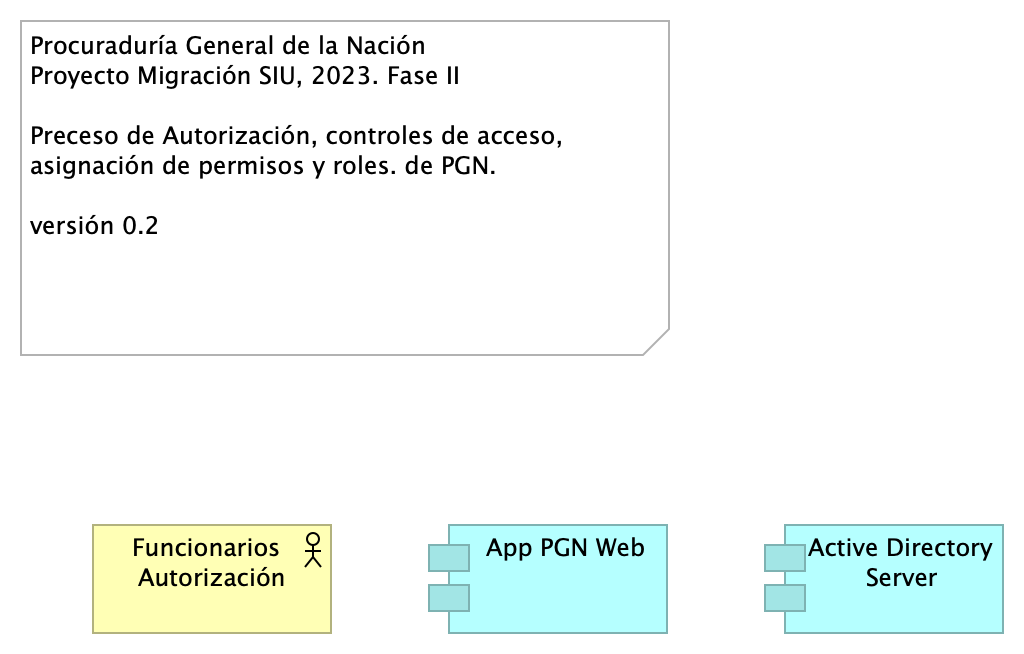 Procuraduría General de la Nación
Proyecto Migración SIU, 2023. Fase II
Preceso de Autorización, controles de acceso,
asignación de permisos y roles. de PGN.
versión 0.2
Funcionarios
Autorización
App PGN Web
Active Directory
Server